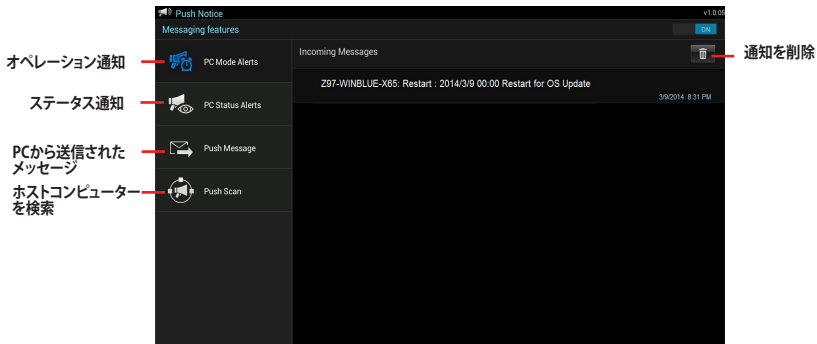 Push Notice
v1.0.05
Messaging features
ON
オペレーション通知
PC Mode Alerts
Incoming Messages
通知を削除
Z97-WINBLUE-X65: Restart : 2014/3/9 00:00 Restart for OS Update
3/9/2014 8:31 PM
ステータス通知
PC Status Alerts
PCから送信された
メッセージ
Push Message
ホストコンピューター
を検索
Push Scan